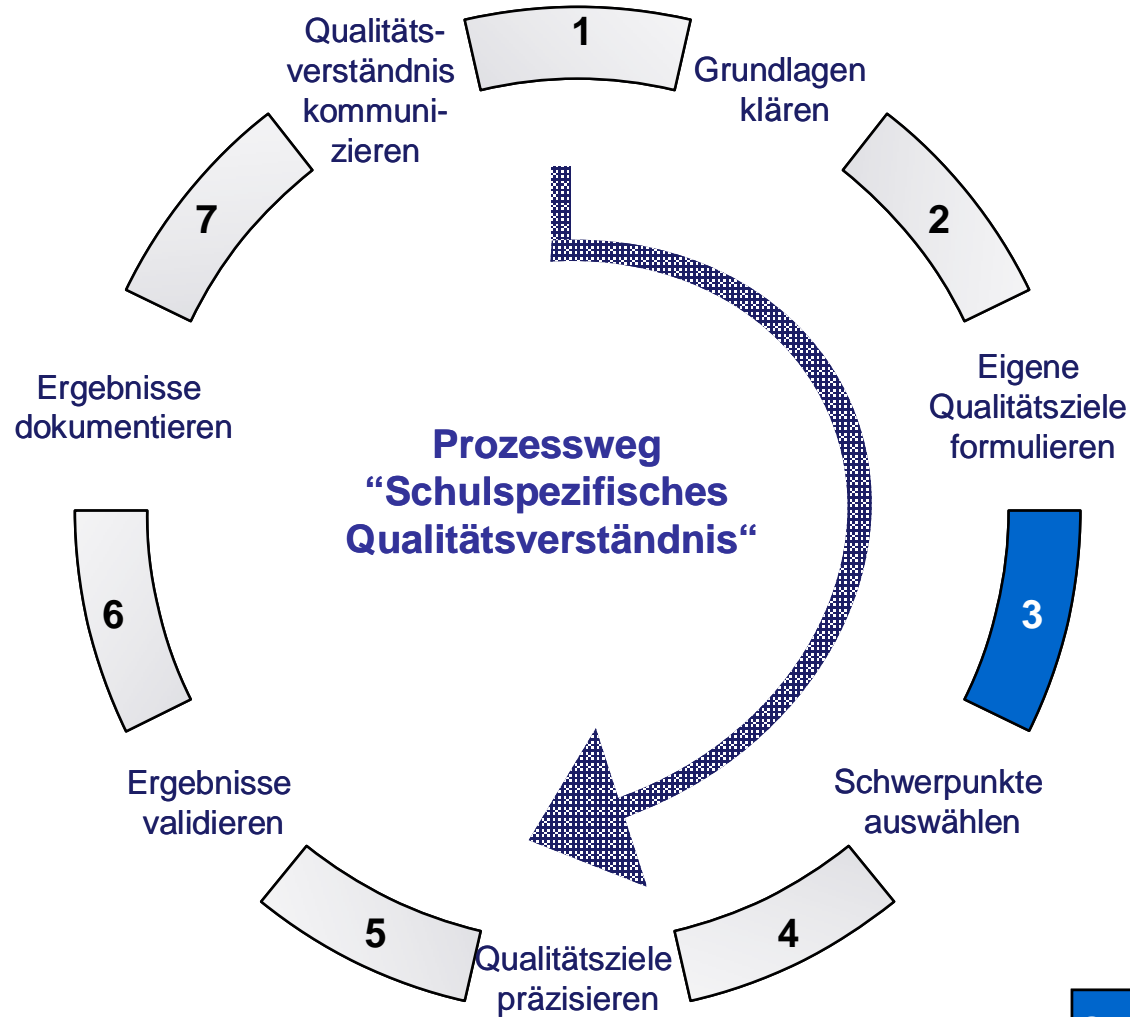 1
Grundlagen
klären
2
Eigene
Qualitätsziele
formulieren
3
Schwerpunkte
auswählen
4
Qualitätsziele
präzisieren
5
Ergebnisse
validieren
6
Ergebnisse
dokumentieren
7
Qualitäts-
verständnis
kommuni-
zieren
Prozessweg
“Schulspezifisches
Qualitätsverständnis“